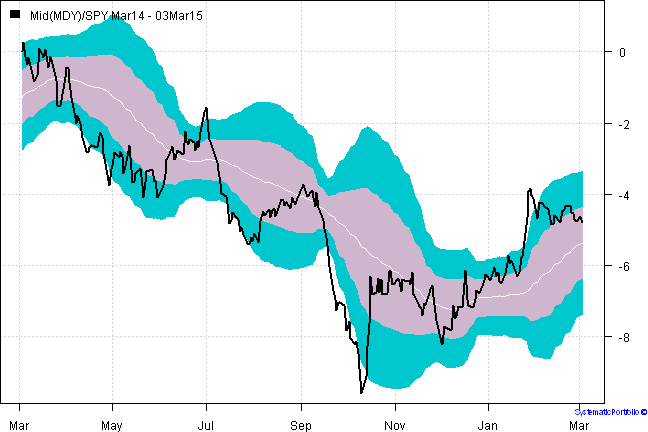 Mid(MDY)/SPY Mar14 - 03Mar15
0
-2
-4
-6
-8
Mar May Jul Sep Nov Jan Mar
SystematicPortfolio ©